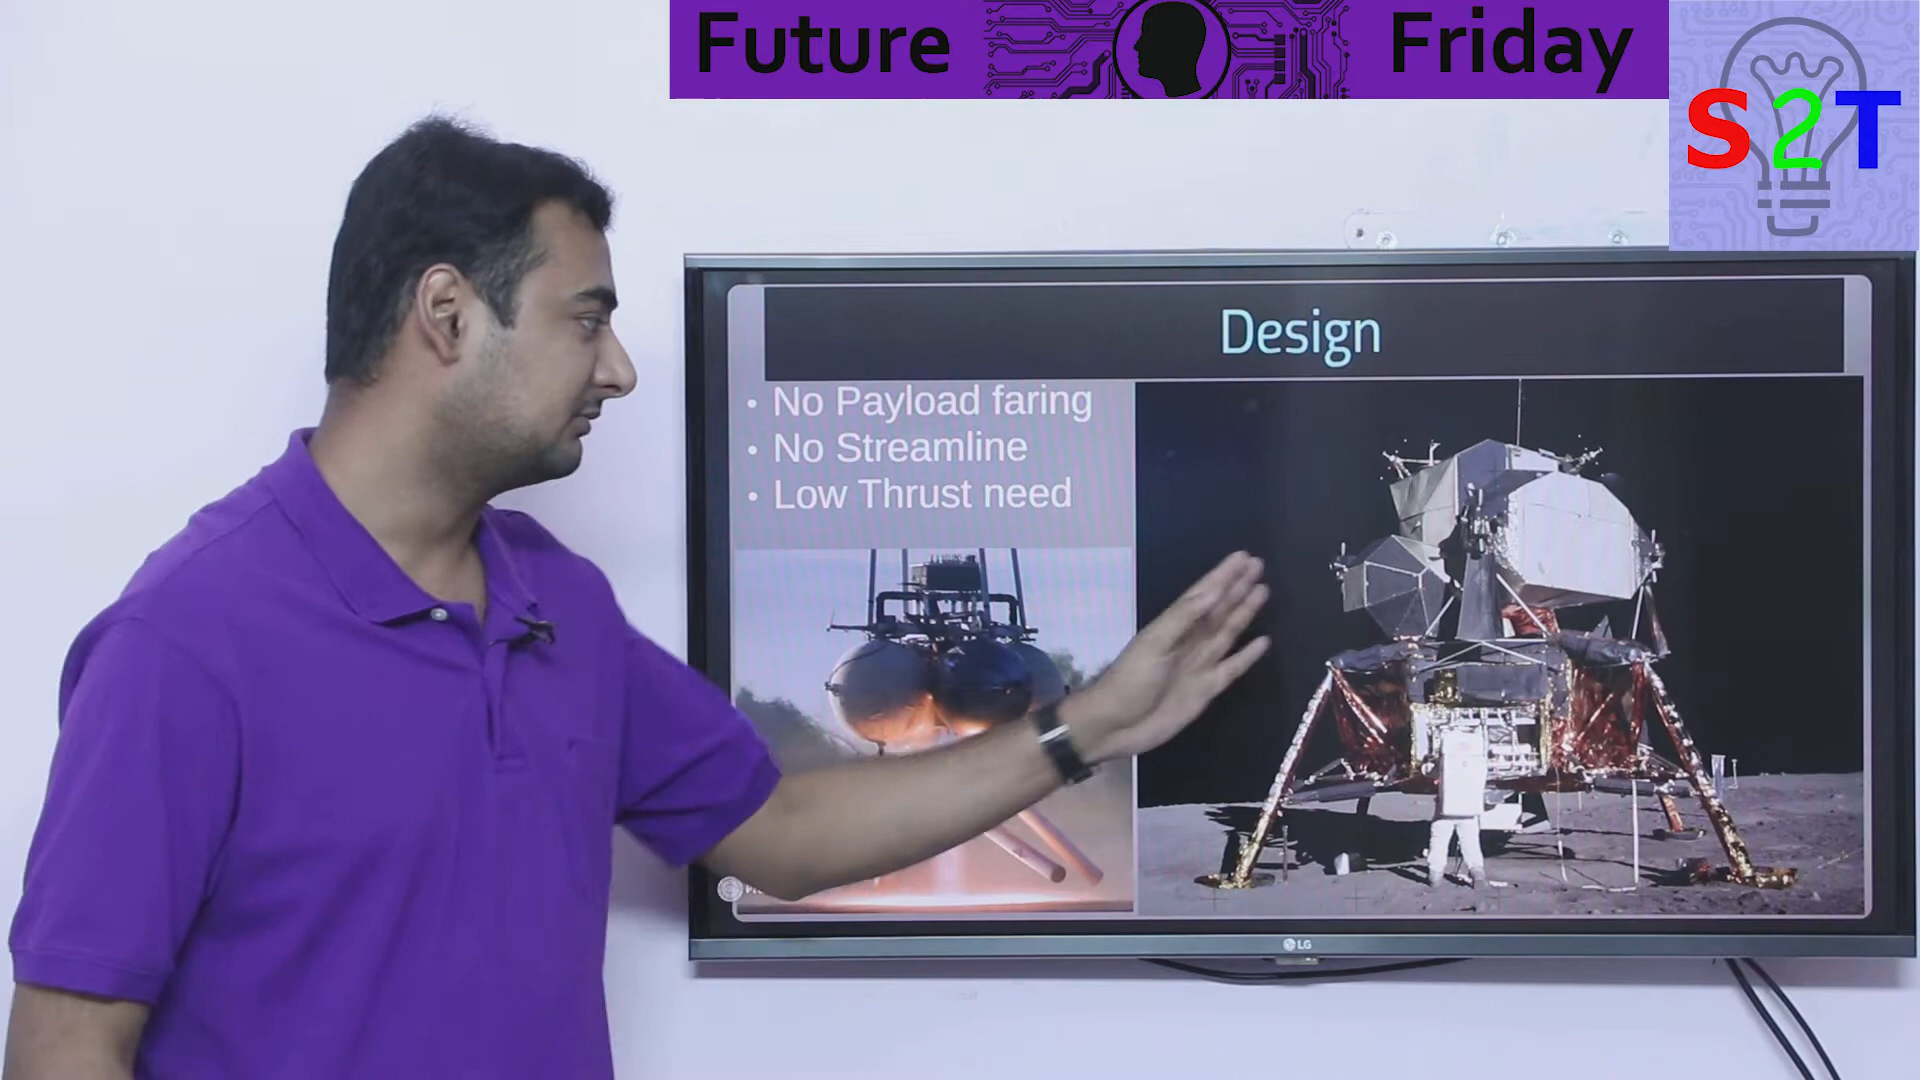 Future Friday
S2T
Design
• No Payload faring
• No Streamline
• Low Thrust need
LG